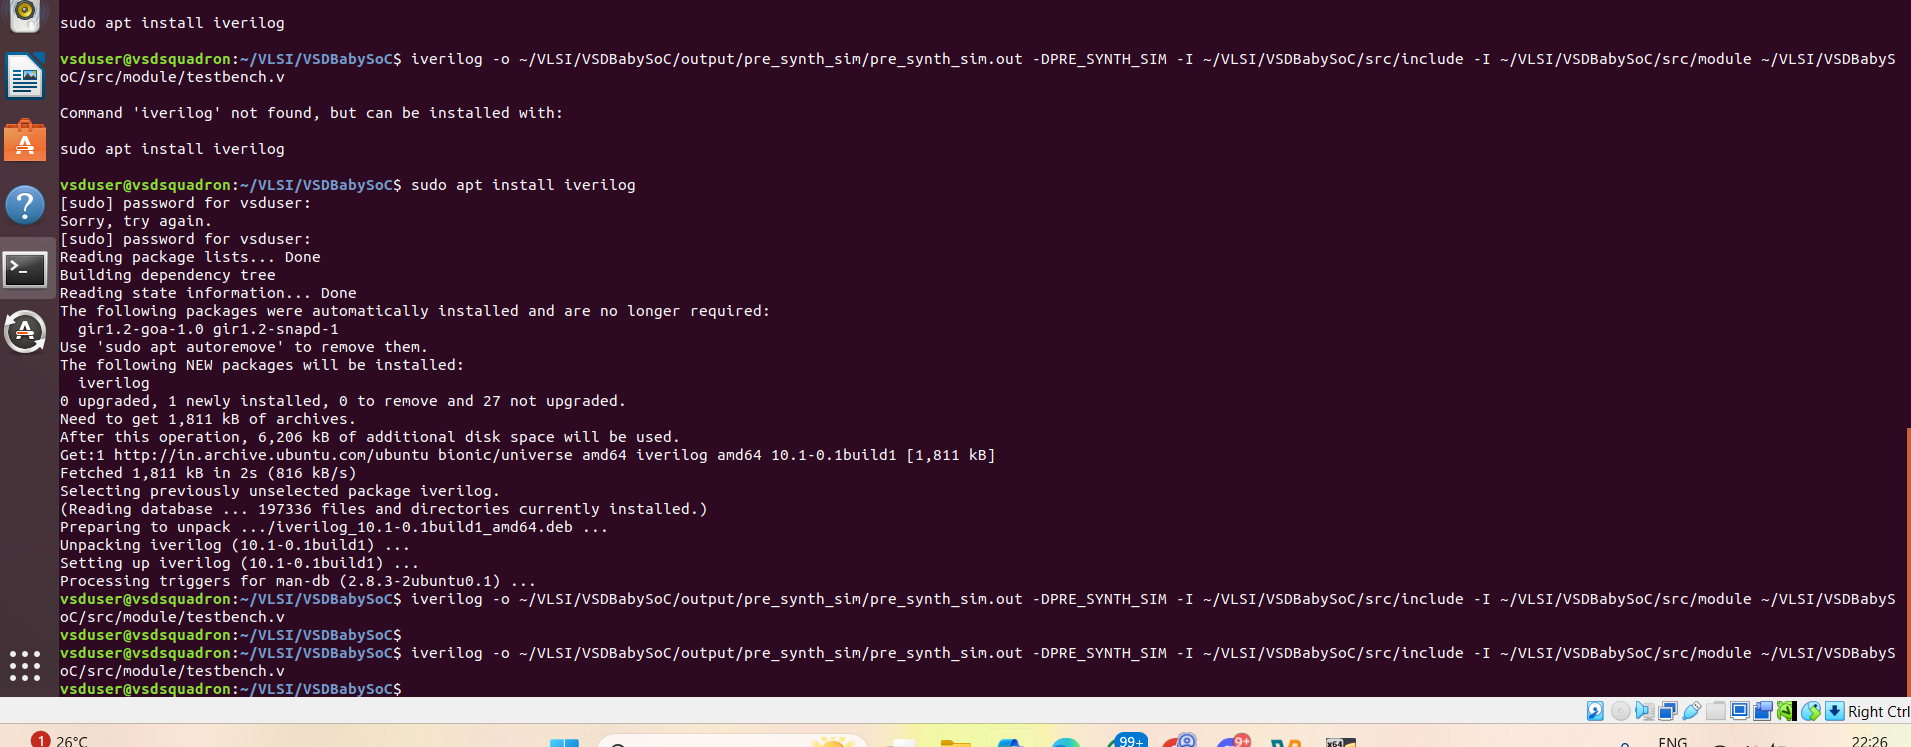 sudo apt install iverilog
vsduser@vsdsquadron:~/VLSI/VSDBabySoC$ iverilog -o ~/VLSI/VSDBabySoC/output/pre_synth_sim/pre_synth_sim.out -DPRE_SYNTH_SIM -I ~/VLSI/VSDBabySoC/src/include -I ~/VLSI/VSDBabySoC/src/module ~/VLSI/VSDBabyS
oC/src/module/testbench.v
Command 'iverilog' not found, but can be installed with:
sudo apt install iverilog
vsduser@vsdsquadron:~/VLSI/VSDBabySoC$ sudo apt install iverilog
[sudo] password for vsduser:
Sorry, try again.
[sudo] password for vsduser:
Reading package lists... Done
Building dependency tree
Reading state information... Done
The following packages were automatically installed and are no longer required:
gir1.2-goa-1.0 gir1.2-snapd-1
Use 'sudo apt autoremove' to remove them.
The following NEW packages will be installed:
iverilog
0 upgraded, 1 newly installed, 0 to remove and 27 not upgraded.
Need to get 1,811 kB of archives.
After this operation, 6,206 kB of additional disk space will be used.
Get:1 http://in.archive.ubuntu.com/ubuntu bionic/universe amd64 iverilog amd64 10.1-0.1build1 [1,811 kB]
Fetched 1,811 kB in 2s (816 kB/s)
Selecting previously unselected package iverilog.
(Reading database ... 197336 files and directories currently installed.)
Preparing to unpack .../iverilog_10.1-0.1build1_amd64.deb ...
Unpacking iverilog (10.1-0.1build1) ...
Setting up iverilog (10.1-0.1build1) ...
Processing triggers for man-db (2.8.3-2ubuntu0.1) ...
vsduser@vsdsquadron:~/VLSI/VSDBabySoC$ iverilog -o ~/VLSI/VSDBabySoC/output/pre_synth_sim/pre_synth_sim.out -DPRE_SYNTH_SIM -I ~/VLSI/VSDBabySoC/src/include -I ~/VLSI/VSDBabySoC/src/module ~/VLSI/VSDBabyS
oC/src/module/testbench.v
vsduser@vsdsquadron:~/VLSI/VSDBabySoC$
vsduser@vsdsquadron:~/VLSI/VSDBabySoC$ iverilog -o ~/VLSI/VSDBabySoC/output/pre_synth_sim/pre_synth_sim.out -DPRE_SYNTH_SIM -I ~/VLSI/VSDBabySoC/src/include -I ~/VLSI/VSDBabySoC/src/module ~/VLSI/VSDBabyS
oC/src/module/testbench.v
vsduser@vsdsquadron:~/VLSI/VSDBabySoC$
Right Ctrl
1 26°C
99+
9+
x64
ENG
22:26